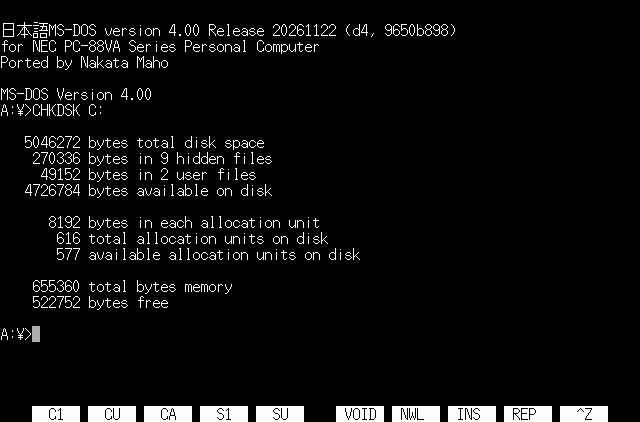 日本語MS-DOS version 4.00 Release 20261122 (d4, 9650b898)
for NEC PC-88VA Series Personal Computer
Ported by Nakata Maho
MS-DOS Version 4.00
A:¥>CHKDSK C:
5046272 bytes total disk space
270336 bytes in 9 hidden files
49152 bytes in 2 user files
4726784 bytes available on disk
8192 bytes in each allocation unit
616 total allocation units on disk
577 available allocation units on disk
655360 total bytes memory
522752 bytes free
A:¥>
C1 CU CA S1 SU VOID NWL INS REP ^Z